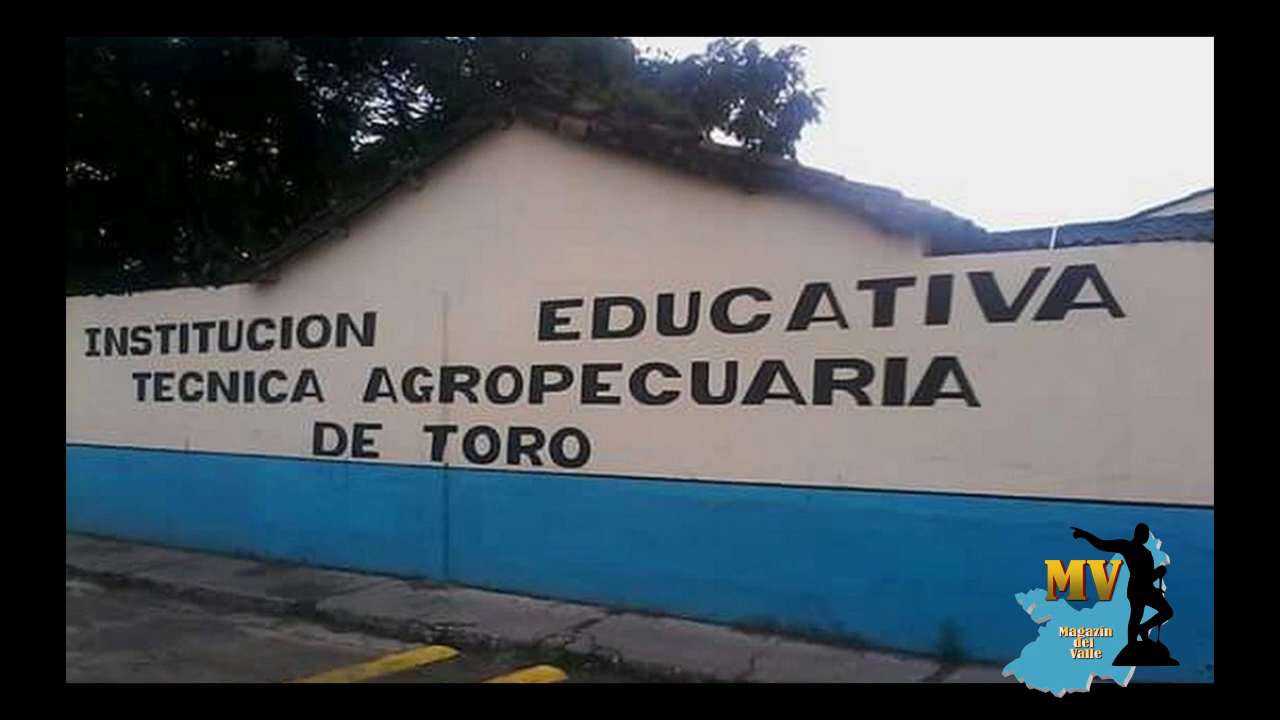 INSTITUCION EDUCATIVA
TECNICA AGROPECUARIA
DE TORO
MV
Magazin
del
Valle